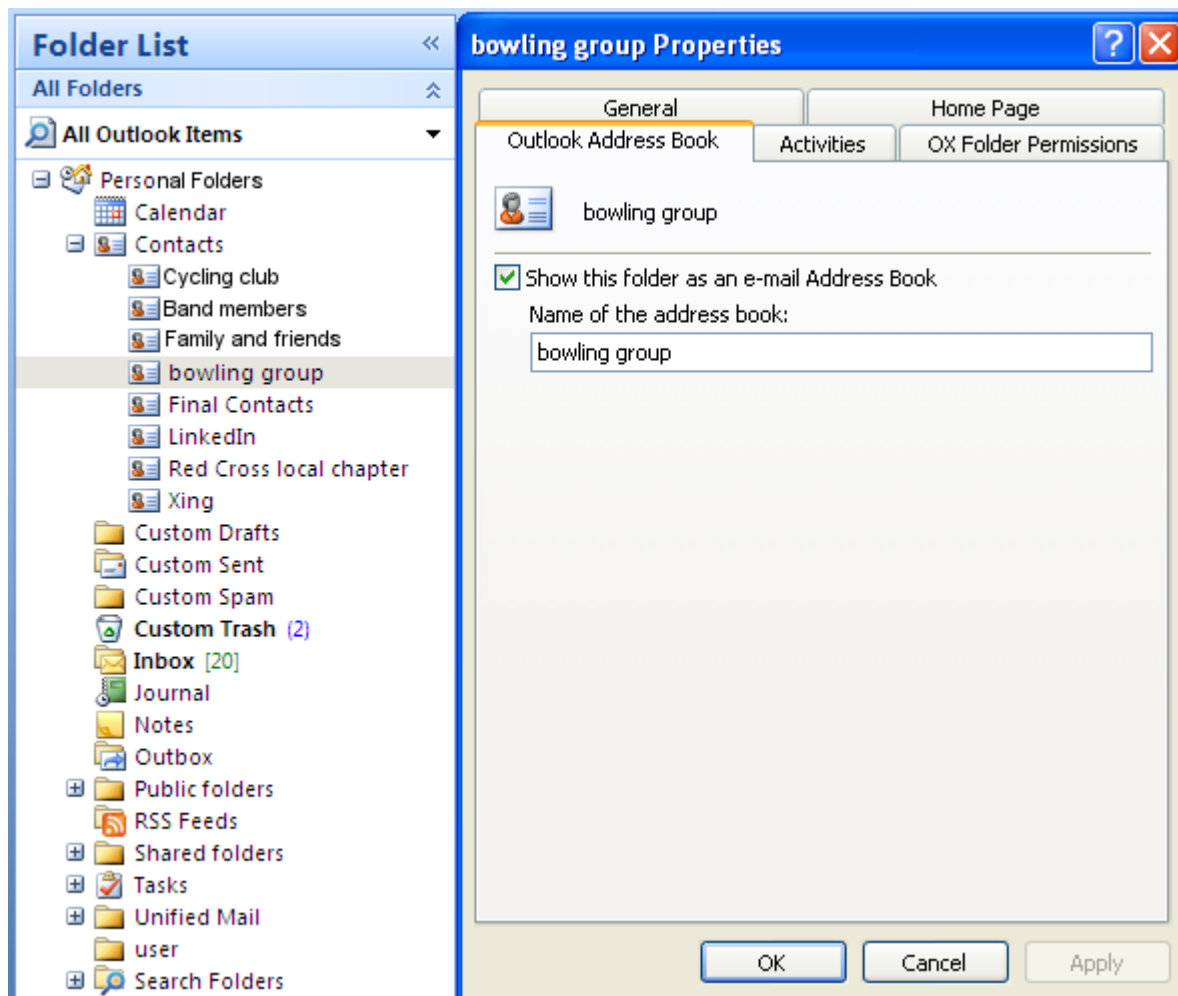 Folder List
All Folders
All Outlook Items
Personal Folders
Calendar
Contacts
Cycling club
Band members
Family and friends
bowling group
Final Contacts
LinkedIn
Red Cross local chapter
Xing
Custom Drafts
Custom Sent
Custom Spam
Custom Trash (2)
Inbox [20]
Journal
Notes
Outbox
Public folders
RSS Feeds
Shared folders
Tasks
Unified Mail
user
Search Folders
bowling group Properties
General Home Page
Outlook Address Book Activities OX Folder Permissions
bowling group
Show this folder as an e-mail Address Book
Name of the address book:
bowling group
OK Cancel Apply